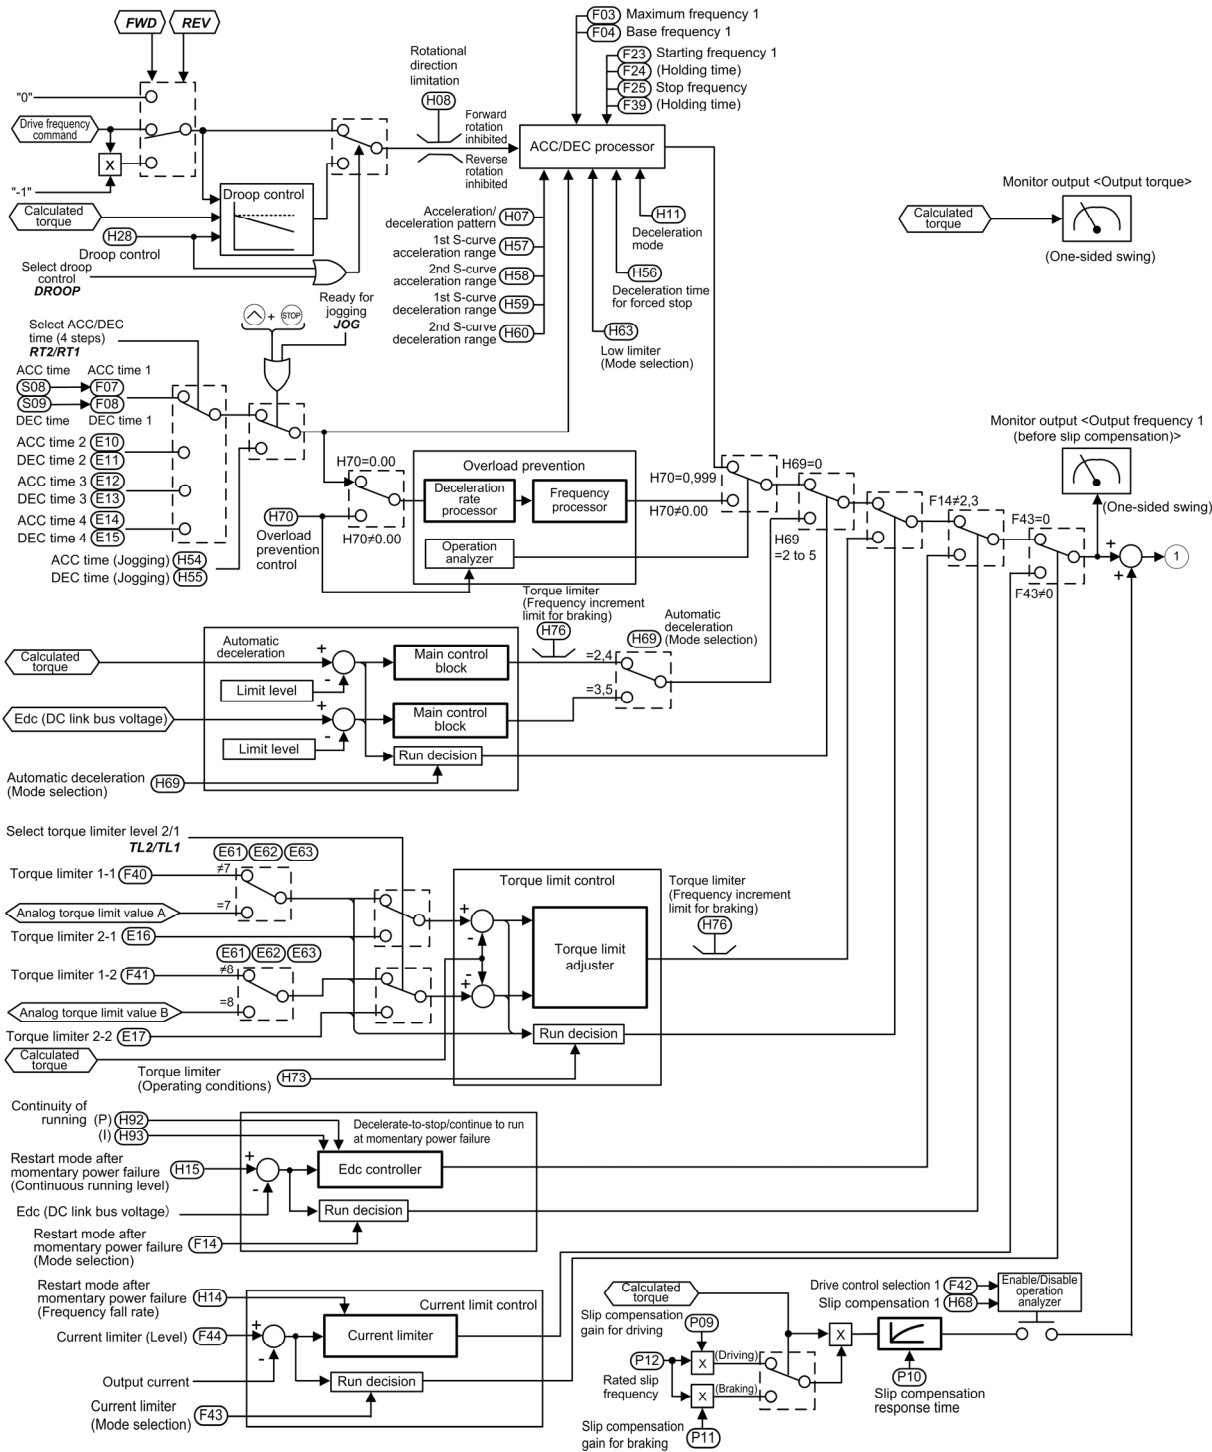 FWD
REV
"0"
Drive frequency
command
X
"-1"
Calculated
torque
H28
Droop control
Select droop
control
DROOP
Droop control
Rotational
direction
limitation
H08
Forward
rotation
inhibited
Reverse
rotation
inhibited
F03 Maximum frequency 1
F04 Base frequency 1
F23 Starting frequency 1
F24 (Holding time)
F25 Stop frequency
F39 (Holding time)
ACC/DEC processor
Acceleration/
deceleration pattern H07
1st S-curve
acceleration range H57
2nd S-curve
acceleration range H58
1st S-curve
deceleration range H59
2nd S-curve
deceleration range H60
H11
Deceleration
mode
H56
Deceleration time
for forced stop
H63
Low limiter
(Mode selection)
Monitor output <Output torque>
Calculated
torque
(One-sided swing)
Ready for
jogging
JOG
+ STOP
Select ACC/DEC
time (4 steps)
RT2/RT1
ACC time ACC time 1
S08 F07
S09 F08
DEC time DEC time 1
ACC time 2 E10
DEC time 2 E11
ACC time 3 E12
DEC time 3 E13
ACC time 4 E14
DEC time 4 E15
ACC time (Jogging) H54
DEC time (Jogging) H55
H70=0.00
H70
H70≠0.00
Overload
prevention
control
Overload prevention
Deceleration
rate
processor
Frequency
processor
Operation
analyzer
H70=0,999
H70≠0.00
H69=0
H69
=2 to 5
F14≠2,3
F43=0
F43≠0
Monitor output <Output frequency 1
(before slip compensation)>
(One-sided swing)
+
+
1
Torque limiter
(Frequency increment
limit for braking)
H76
Automatic
deceleration
(Mode selection)
H69
=2,4
=3,5
Automatic
deceleration
Calculated
torque
+
-
Limit level
Main control
block
Edc (DC link bus voltage)
+
-
Limit level
Main control
block
Run decision
Automatic deceleration
(Mode selection) H69
Select torque limiter level 2/1
TL2/TL1
E61 E62 E63
Torque limiter 1-1 F40
≠7
Analog torque limit value A
=7
Torque limiter 2-1 E16
E61 E62 E63
Torque limiter 1-2 F41
≠8
Analog torque limit value B
=8
Torque limiter 2-2 E17
Calculated
torque
Torque limiter
(Operating conditions) H73
Torque limit control
+
-
-
+
Torque limit
adjuster
Run decision
Torque limiter
(Frequency increment
limit for braking)
H76
Continuity of
running (P) H92
(I) H93
Restart mode after
momentary power failure
(Continuous running level)
H15
Edc (DC link bus voltage)
Restart mode after
momentary power failure
(Mode selection)
F14
Decelerate-to-stop/continue to run
at momentary power failure
+
-
Edc controller
Run decision
Restart mode after
momentary power failure
(Frequency fall rate)
H14
Current limiter (Level) F44
Output current
Current limiter
(Mode selection) F43
Current limit control
+
-
Current limiter
Run decision
Calculated
torque
Slip compensation
gain for driving
P09
P12
Rated slip
frequency
X
(Driving)
X
(Braking)
Slip compensation
gain for braking
P11
X
Drive control selection 1 F42
Slip compensation 1 H68
Enable/Disable
operation
analyzer
P10
Slip compensation
response time